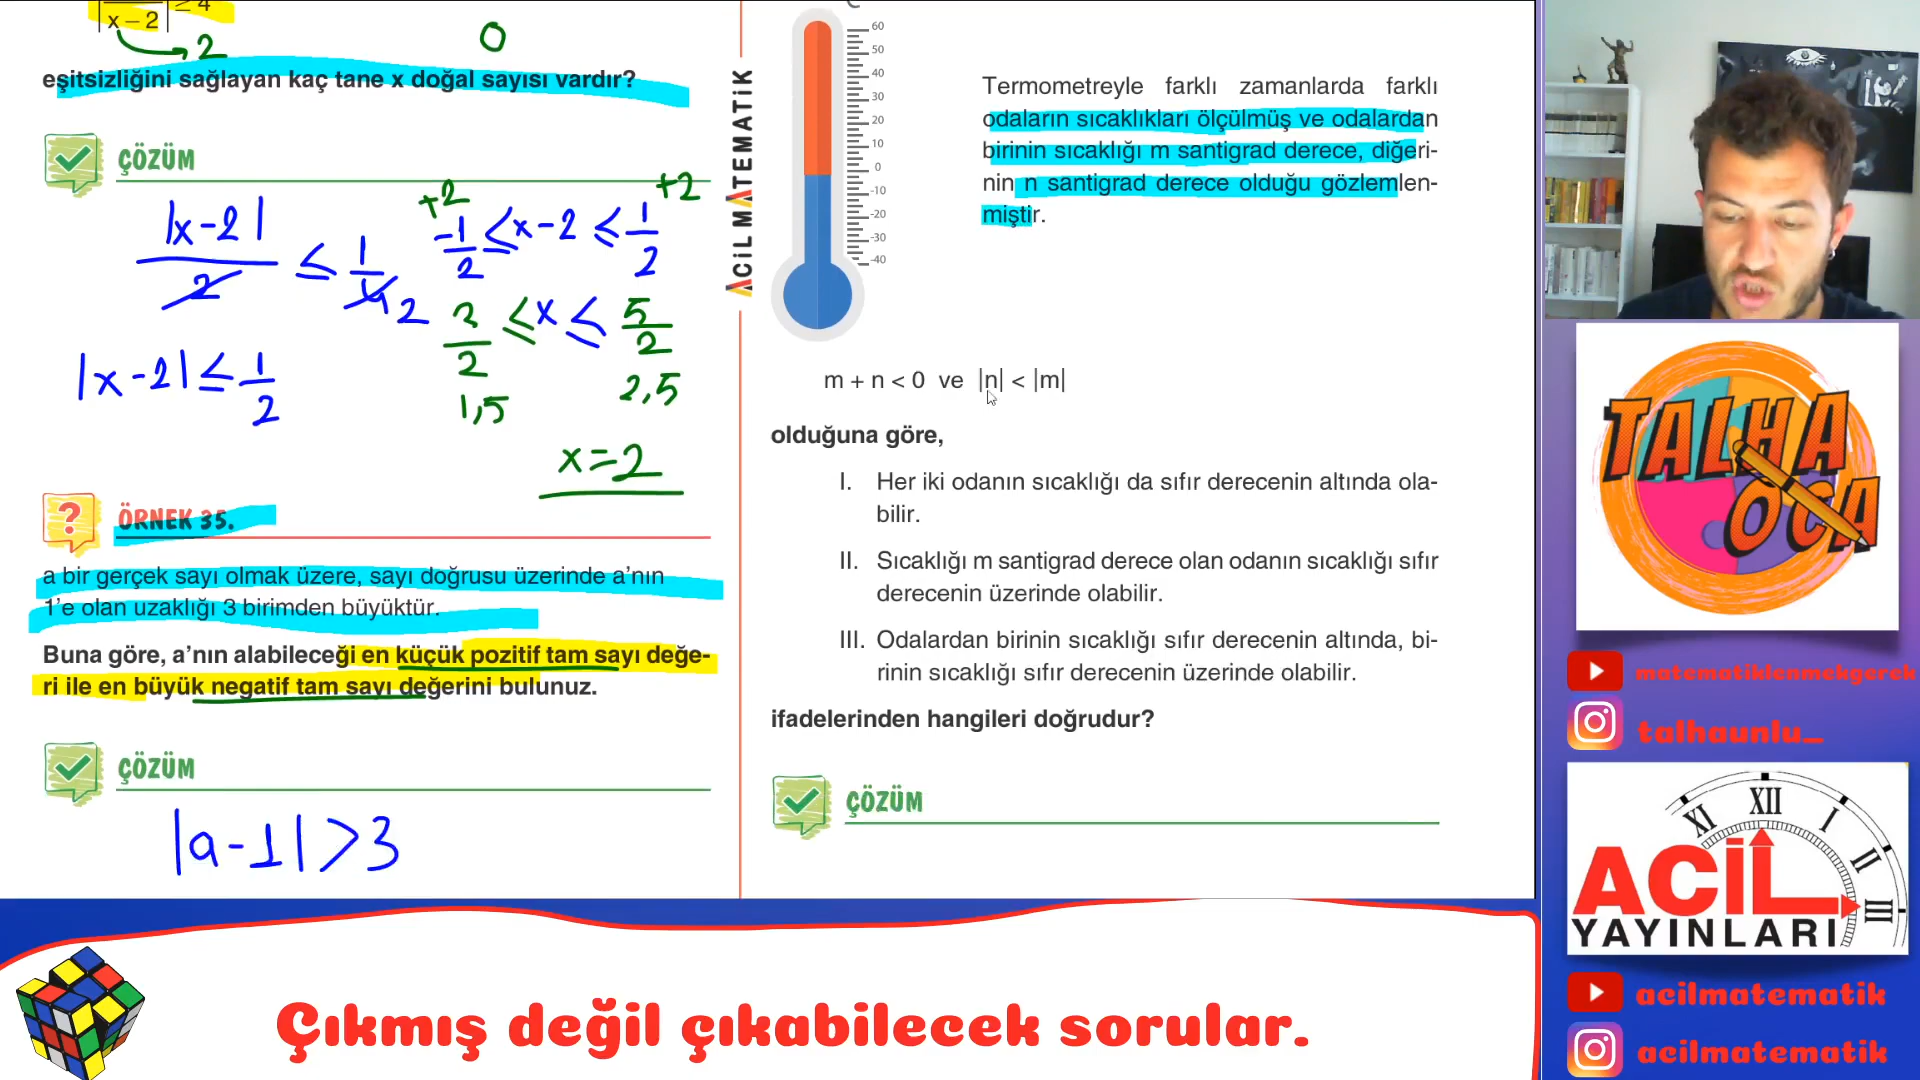 x – 2
≥ 4
2
0
eşitsizliğini sağlayan kaç tane x doğal sayısı vardır?
ÇÖZÜM
|x-2|
2
≤ 1
4 2
|x-2| ≤ 1
2
+2 +2
-1/2 ≤ x-2 ≤ 1/2
3/2 ≤ x ≤ 5/2
1,5 2,5
x=2
ÖRNEK 35.
a bir gerçek sayı olmak üzere, sayı doğrusu üzerinde a'nın
1'e olan uzaklığı 3 birimden büyüktür.
Buna göre, a'nın alabileceği en küçük pozitif tam sayı değe-
ri ile en büyük negatif tam sayı değerini bulunuz.
ÇÖZÜM
|a-1| > 3
ACİL MATEMATİK
C
60
50
40
30
20
10
0
-10
-20
-30
-40
Termometreyle farklı zamanlarda farklı
odaların sıcaklıkları ölçülmüş ve odalardan
birinin sıcaklığı m santigrad derece, diğeri-
nin n santigrad derece olduğu gözlemlen-
miştir.
m + n < 0 ve |n| < |m|
olduğuna göre,
I. Her iki odanın sıcaklığı da sıfır derecenin altında ola-
bilir.
II. Sıcaklığı m santigrad derece olan odanın sıcaklığı sıfır
derecenin üzerinde olabilir.
III. Odalardan birinin sıcaklığı sıfır derecenin altında, bi-
rinin sıcaklığı sıfır derecenin üzerinde olabilir.
ifadelerinden hangileri doğrudur?
ÇÖZÜM
TALHA
OCA
matematiklenmekgerek
talhaunlu_
XI XII I II III
ACİL
YAYINLARI
acilmatematik
acilmatematik
Çıkmış değil çıkabilecek sorular.